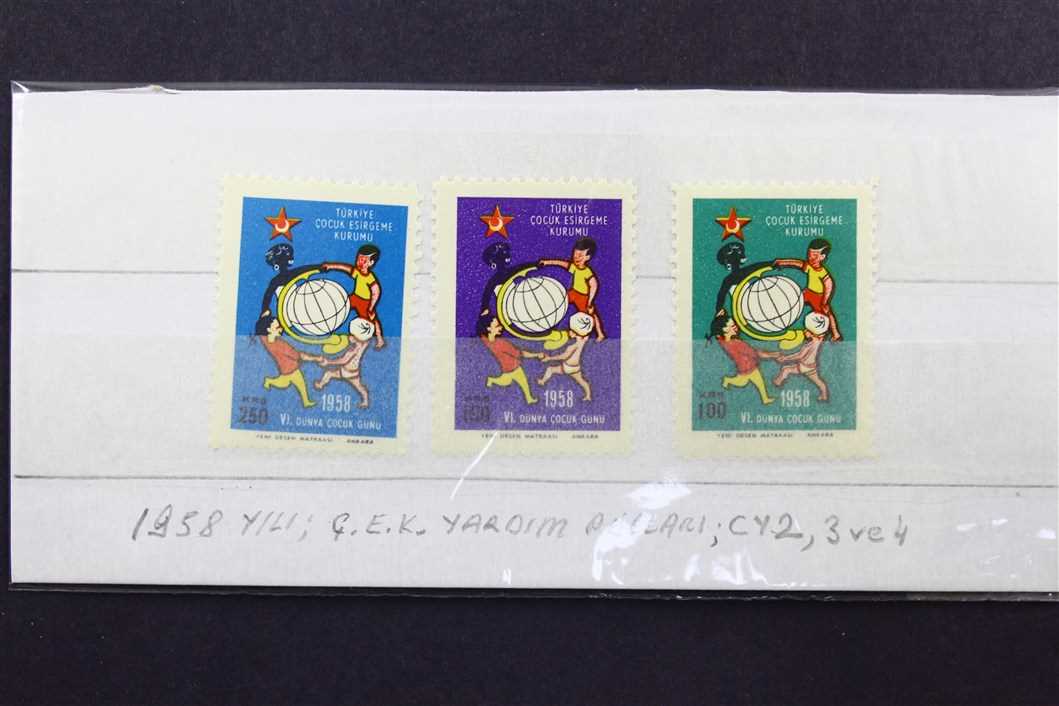 TÜRKİYE
ÇOCUK ESİRGEME
KURUMU
1958
KRŞ
250
VI. DÜNYA ÇOCUK GÜNÜ
YENİ DESEN MATBAASI ANKARA
TÜRKİYE
ÇOCUK ESİRGEME
KURUMU
1958
VI. DÜNYA ÇOCUK GÜNÜ
YENİ DESEN MATBAASI ANKARA
TÜRKİYE
ÇOCUK ESİRGEME
KURUMU
1958
KRŞ
100
VI. DÜNYA ÇOCUK GÜNÜ
YENİ DESEN MATBAASI ANKARA
1958 YILI; Ç.E.K. YARDIM PULLARI; CY2, 3 ve 4